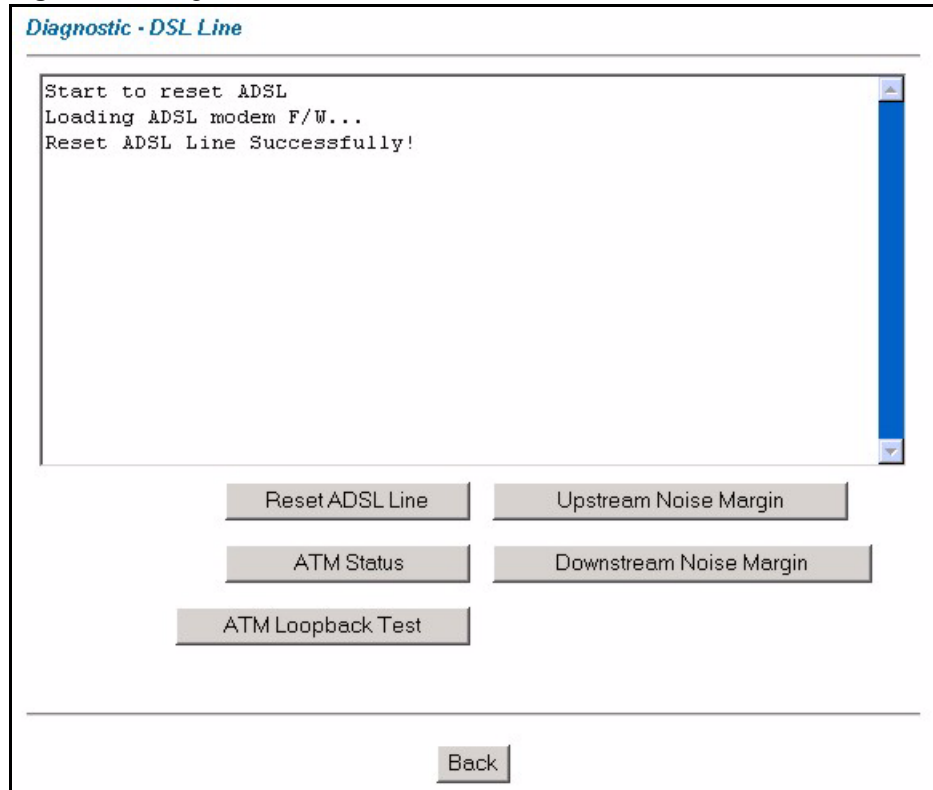 Diagnostic - DSL Line
Start to reset ADSL
Loading ADSL modem F/W...
Reset ADSL Line Successfully!
Reset ADSL Line
Upstream Noise Margin
ATM Status
Downstream Noise Margin
ATM Loopback Test
Back